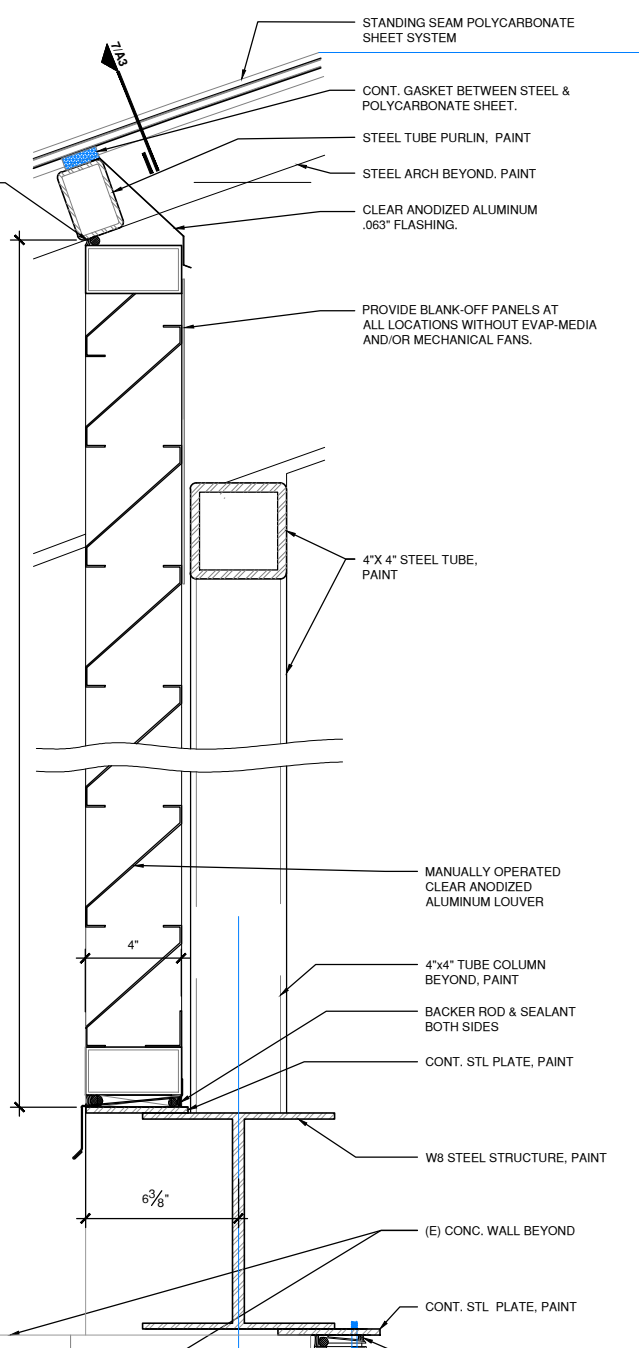 STANDING SEAM POLYCARBONATE
SHEET SYSTEM
7/A3
CONT. GASKET BETWEEN STEEL &
POLYCARBONATE SHEET.
STEEL TUBE PURLIN, PAINT
STEEL ARCH BEYOND. PAINT
CLEAR ANODIZED ALUMINUM
.063" FLASHING.
PROVIDE BLANK-OFF PANELS AT
ALL LOCATIONS WITHOUT EVAP-MEDIA
AND/OR MECHANICAL FANS.
4"X 4" STEEL TUBE,
PAINT
MANUALLY OPERATED
CLEAR ANODIZED
ALUMINUM LOUVER
4"
4"x4" TUBE COLUMN
BEYOND, PAINT
BACKER ROD & SEALANT
BOTH SIDES
CONT. STL PLATE, PAINT
W8 STEEL STRUCTURE, PAINT
6 3/8"
(E) CONC. WALL BEYOND
CONT. STL PLATE, PAINT